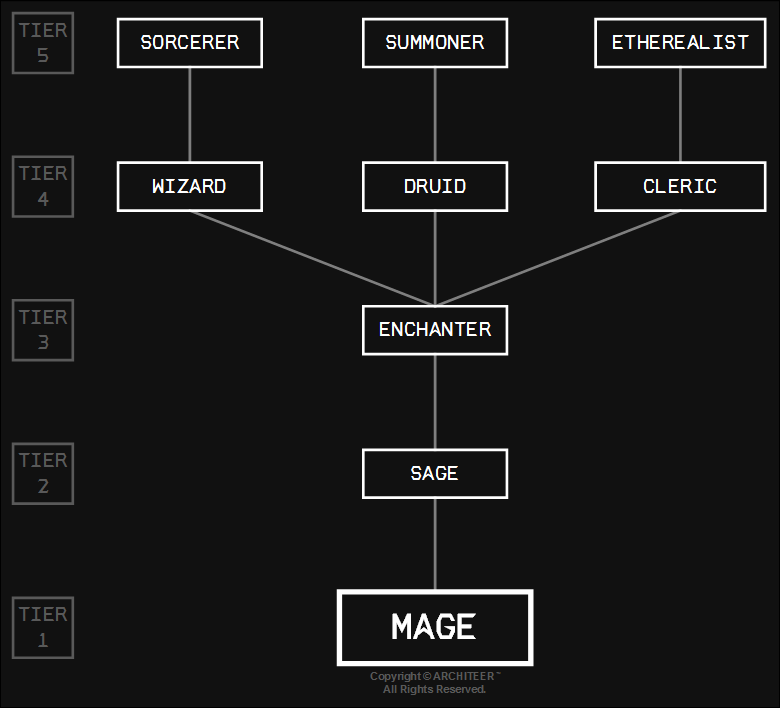 TIER
5
SORCERER
SUMMONER
ETHEREALIST
TIER
4
WIZARD
DRUID
CLERIC
TIER
3
ENCHANTER
TIER
2
SAGE
TIER
1
MAGE
Copyright © ARCHITEER™
All Rights Reserved.